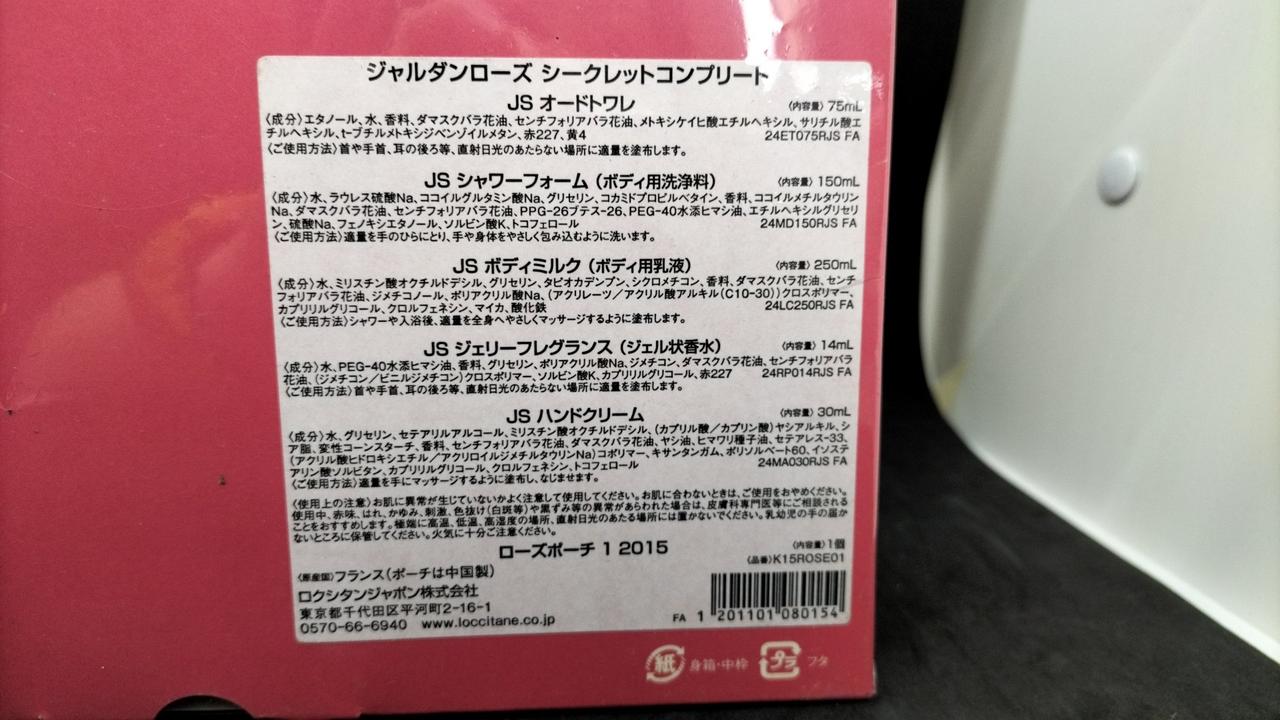 ジャルダンローズ シークレットコンプリート
JS オードトワレ 〈内容量〉75mL
〈成分〉エタノール、水、香料、ダマスクバラ花油、センチフォリアバラ花油、メトキシケイヒ酸エチルヘキシル、サリチル酸エ
チルヘキシル、t-ブチルメトキシジベンゾイルメタン、赤227、黄4 24ET075RJS FA
〈ご使用方法〉首や手首、耳の後ろ等、直射日光のあたらない場所に適量を塗布します。
JS シャワーフォーム（ボディ用洗浄料） 〈内容量〉150mL
〈成分〉水、ラウレス硫酸Na、ココイルグルタミン酸Na、グリセリン、コカミドプロピルベタイン、香料、ココイルメチルタウリン
Na、ダマスクバラ花油、センチフォリアバラ花油、PPG-26ブテス-26、PEG-40水添ヒマシ油、エチルヘキシルグリセリ
ン、硫酸Na、フェノキシエタノール、ソルビン酸K、トコフェロール 24MD150RJS FA
〈ご使用方法〉適量を手のひらにとり、手や身体をやさしく包み込むように洗います。
JS ボディミルク（ボディ用乳液） 〈内容量〉250mL
〈成分〉水、ミリスチン酸オクチルドデシル、グリセリン、タピオカデンプン、シクロメチコン、香料、ダマスクバラ花油、センチ
フォリアバラ花油、ジメチコノール、ポリアクリル酸Na、（アクリレーツ／アクリル酸アルキル（C10-30））クロスポリマー、
カプリリルグリコール、クロルフェネシン、マイカ、酸化鉄 24LC250RJS FA
〈ご使用方法〉シャワーや入浴後、適量を全身へやさしくマッサージするように塗布します。
JS ジェリーフレグランス（ジェル状香水） 〈内容量〉14mL
〈成分〉水、PEG-40水添ヒマシ油、香料、グリセリン、ポリアクリル酸Na、ジメチコン、ダマスクバラ花油、センチフォリアバラ
花油、（ジメチコン／ビニルジメチコン）クロスポリマー、ソルビン酸K、カプリリルグリコール、赤227 24RP014RJS FA
〈ご使用方法〉首や手首、耳の後ろ等、直射日光のあたらない場所に適量を塗布します。
JS ハンドクリーム 〈内容量〉30mL
〈成分〉水、グリセリン、セテアリルアルコール、ミリスチン酸オクチルドデシル、（カプリル酸／カプリン酸）ヤシアルキル、シ
ア脂、変性コーンスターチ、香料、センチフォリアバラ花油、ダマスクバラ花油、ヤシ油、ヒマワリ種子油、セテアレス-33、
（アクリル酸ヒドロキシエチル／アクリロイルジメチルタウリンNa）コポリマー、キサンタンガム、ポリソルベート60、イソステ
アリン酸ソルビタン、カプリリルグリコール、クロルフェネシン、トコフェロール 24MA030RJS FA
〈ご使用方法〉適量を手にマッサージするように塗布し、なじませます。
〈使用上の注意〉お肌に異常が生じていないかよく注意して使用してください。お肌に合わないときは、ご使用をおやめください。
使用中、赤味、はれ、かゆみ、刺激、色抜け（白斑等）や黒ずみ等の異常があらわれた場合は、皮膚科専門医等にご相談される
ことをおすすめします。極端に高温、低温、高湿度の場所、直射日光のあたる場所には置かないでください。乳幼児の手の届か
ないところに保管してください。火気に十分ご注意ください。
ローズポーチ 1 2015 〈内容量〉1個
〈品番〉K15ROSE01
〈原産国〉フランス（ポーチは中国製）
ロクシタンジャポン株式会社
東京都千代田区平河町2-16-1
0570-66-6940 www.loccitane.co.jp
FA 1 201101 080154
紙 身箱・中枠 プラ フタ